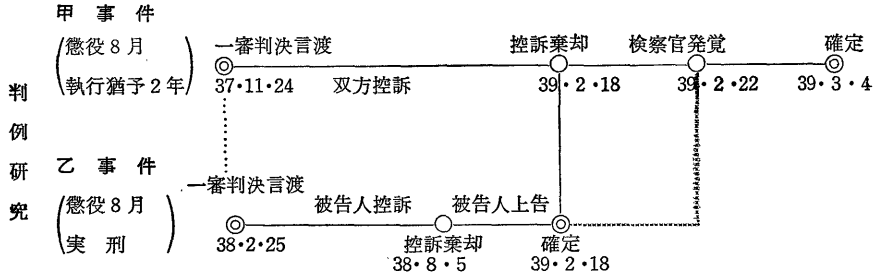 判例研究
甲事件
懲役8月
執行猶予2年
一審判決言渡
37・11・24
双方控訴
控訴棄却
39・2・18
検察官発覚
39・2・22
確定
39・3・4
乙事件
懲役8月
実刑
一審判決言渡
38・2・25
被告人控訴
控訴棄却
38・8・5
被告人上告
確定
39・2・18